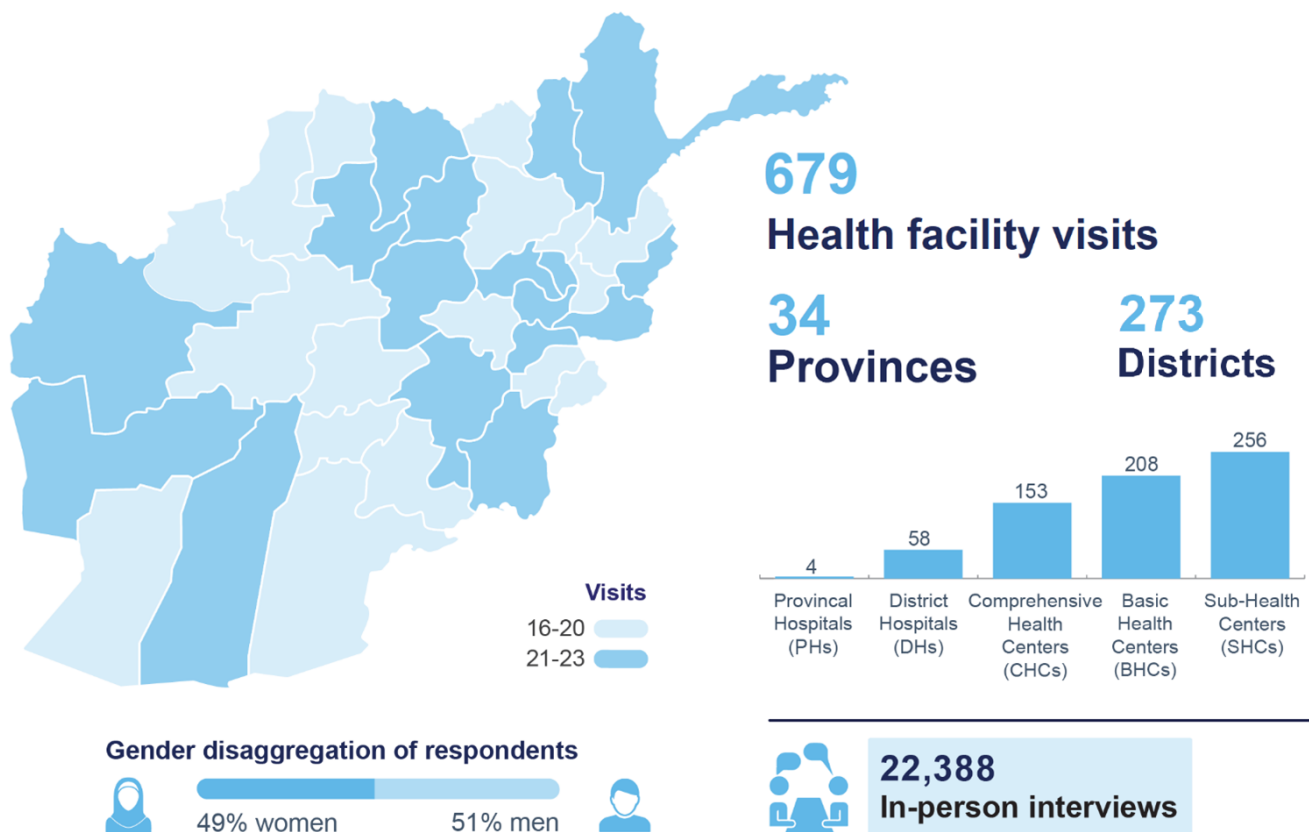 679
Health facility visits
34
Provinces
273
Districts
256
208
153
58
4
Provincal
Hospitals
(PHs)
District
Hospitals
(DHs)
Comprehensive
Health
Centers
(CHCs)
Basic
Health
Centers
(BHCs)
Sub-Health
Centers
(SHCs)
Visits
16-20
21-23
Gender disaggregation of respondents
49% women
51% men
22,388
In-person interviews